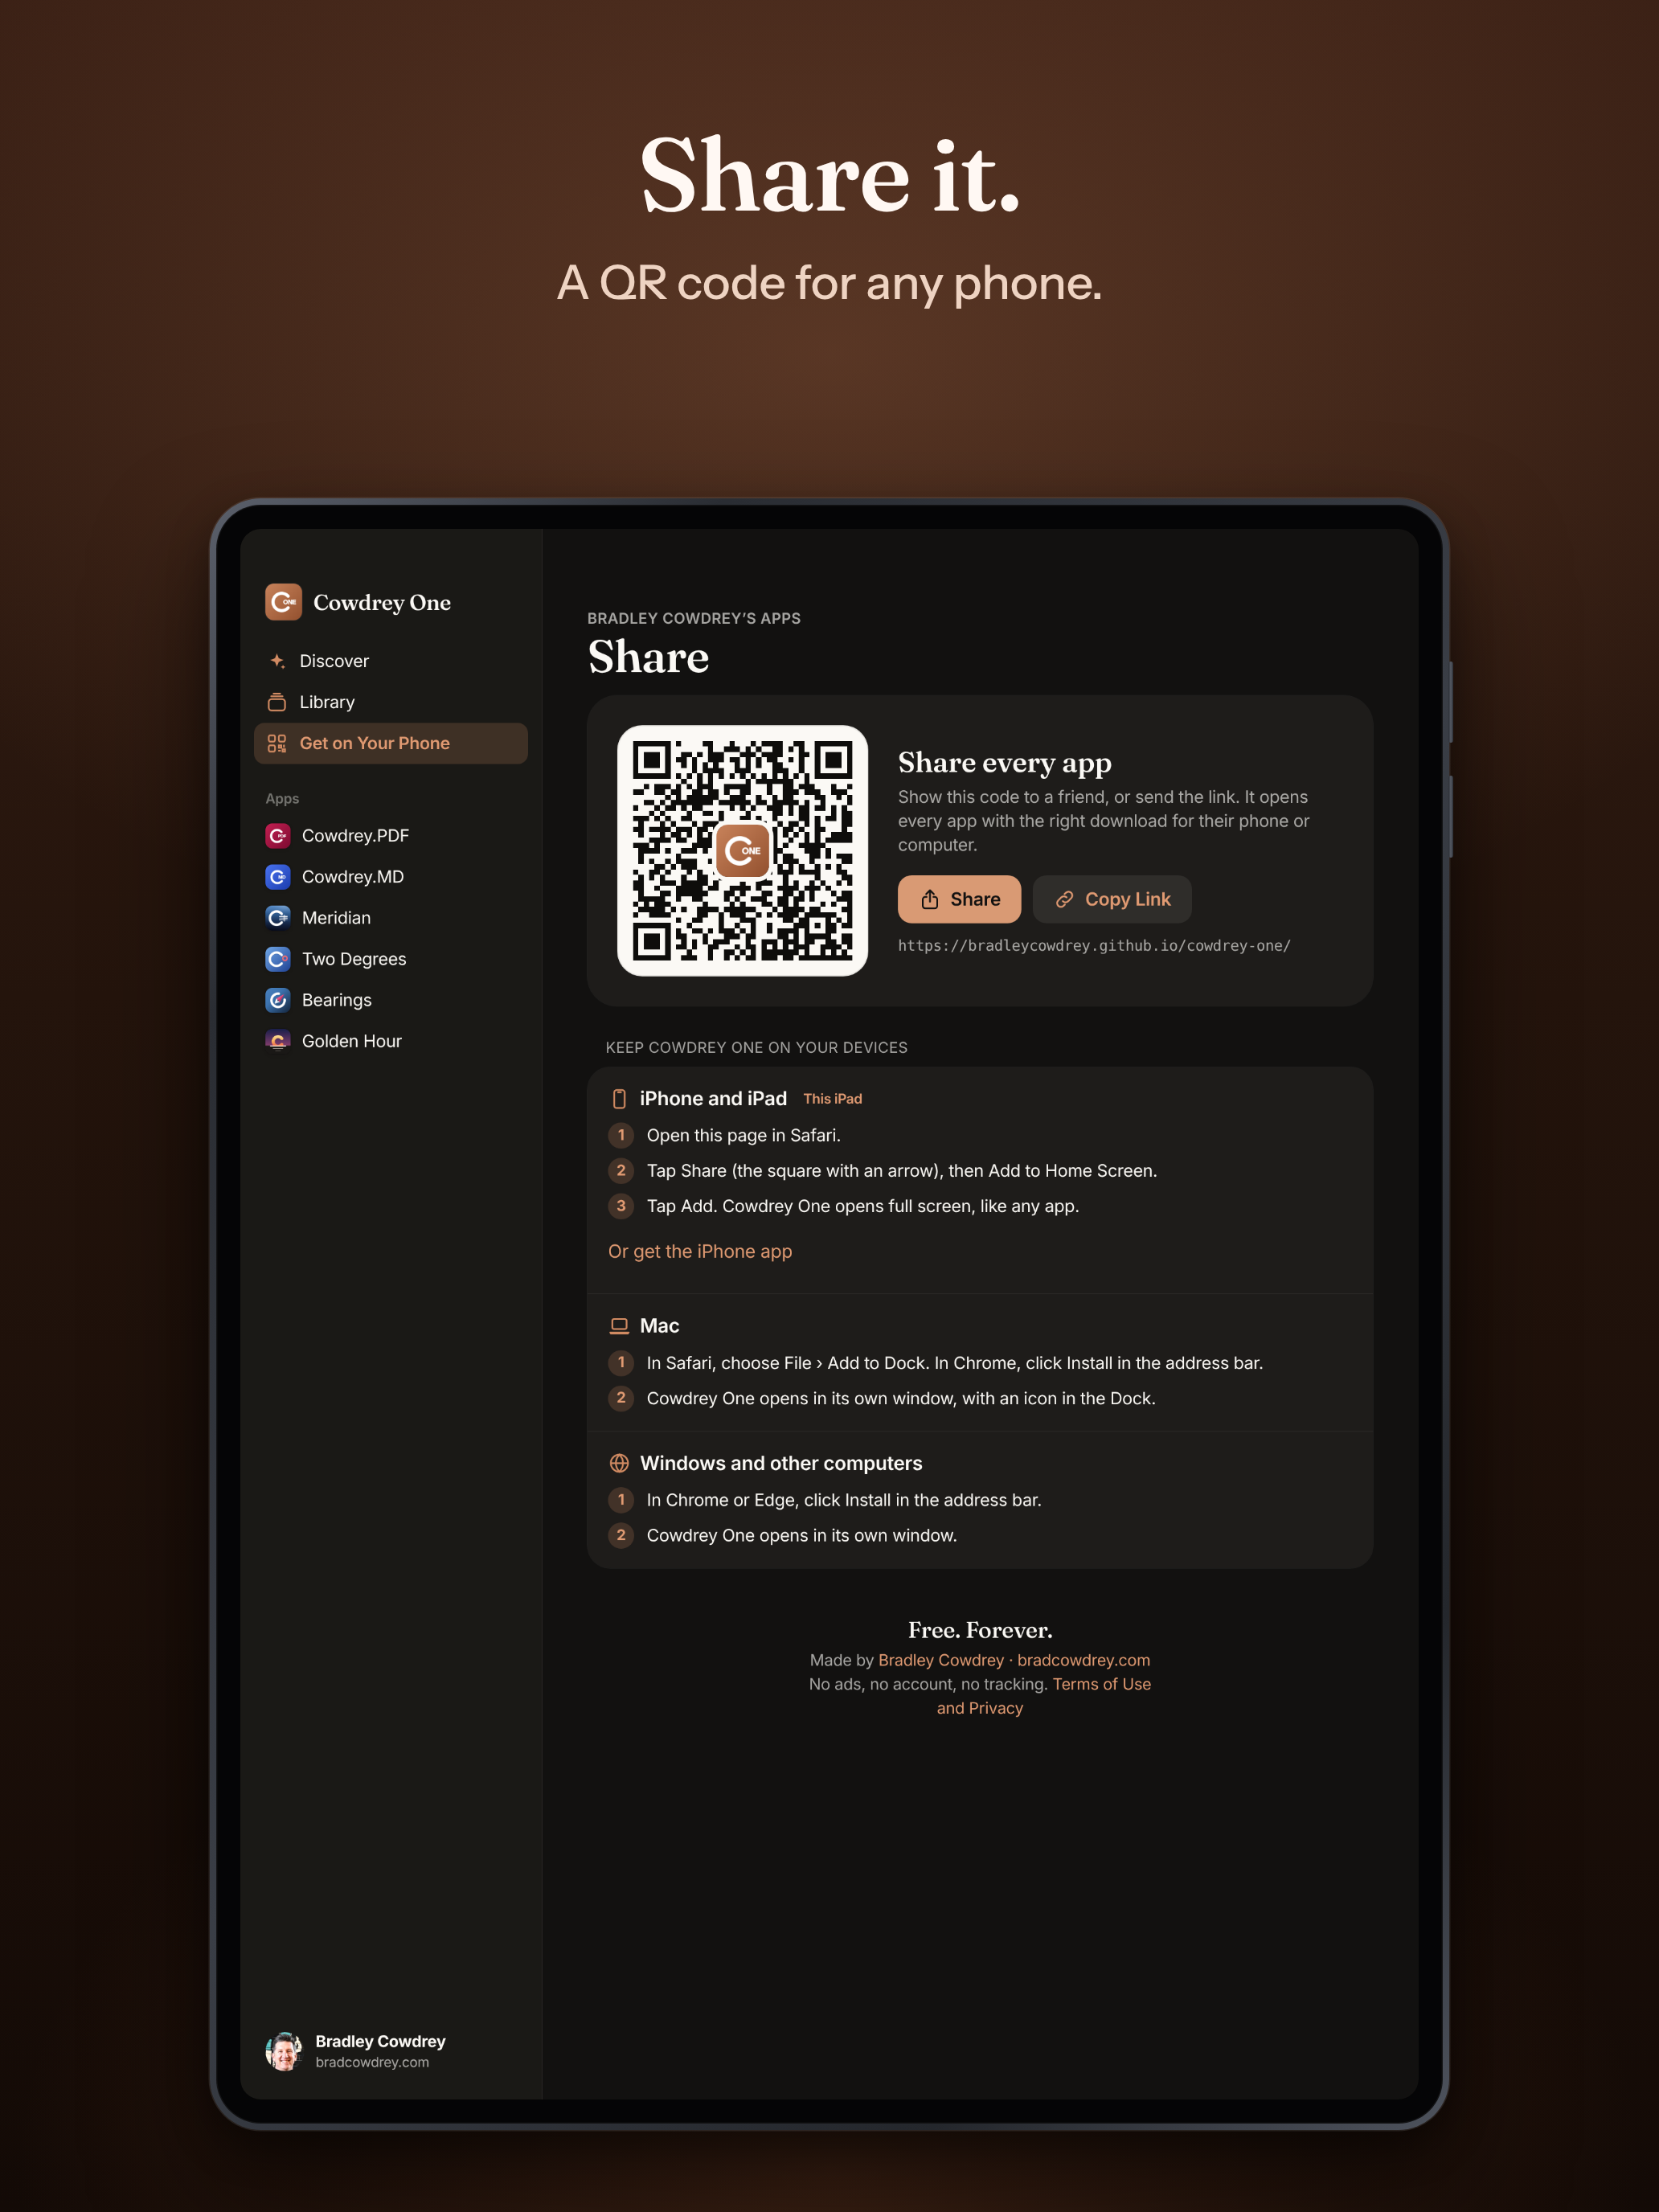 Share it.
A QR code for any phone.
C ONE
Cowdrey One
Discover
Library
Get on Your Phone
Apps
Cowdrey.PDF
Cowdrey.MD
Meridian
Two Degrees
Bearings
Golden Hour
Bradley Cowdrey
bradcowdrey.com
BRADLEY COWDREY’S APPS
Share
C ONE
Share every app
Show this code to a friend, or send the link. It opens
every app with the right download for their phone or
computer.
Share
Copy Link
https://bradleycowdrey.github.io/cowdrey-one/
KEEP COWDREY ONE ON YOUR DEVICES
iPhone and iPad This iPad
1 Open this page in Safari.
2 Tap Share (the square with an arrow), then Add to Home Screen.
3 Tap Add. Cowdrey One opens full screen, like any app.
Or get the iPhone app
Mac
1 In Safari, choose File › Add to Dock. In Chrome, click Install in the address bar.
2 Cowdrey One opens in its own window, with an icon in the Dock.
Windows and other computers
1 In Chrome or Edge, click Install in the address bar.
2 Cowdrey One opens in its own window.
Free. Forever.
Made by Bradley Cowdrey · bradcowdrey.com
No ads, no account, no tracking. Terms of Use
and Privacy